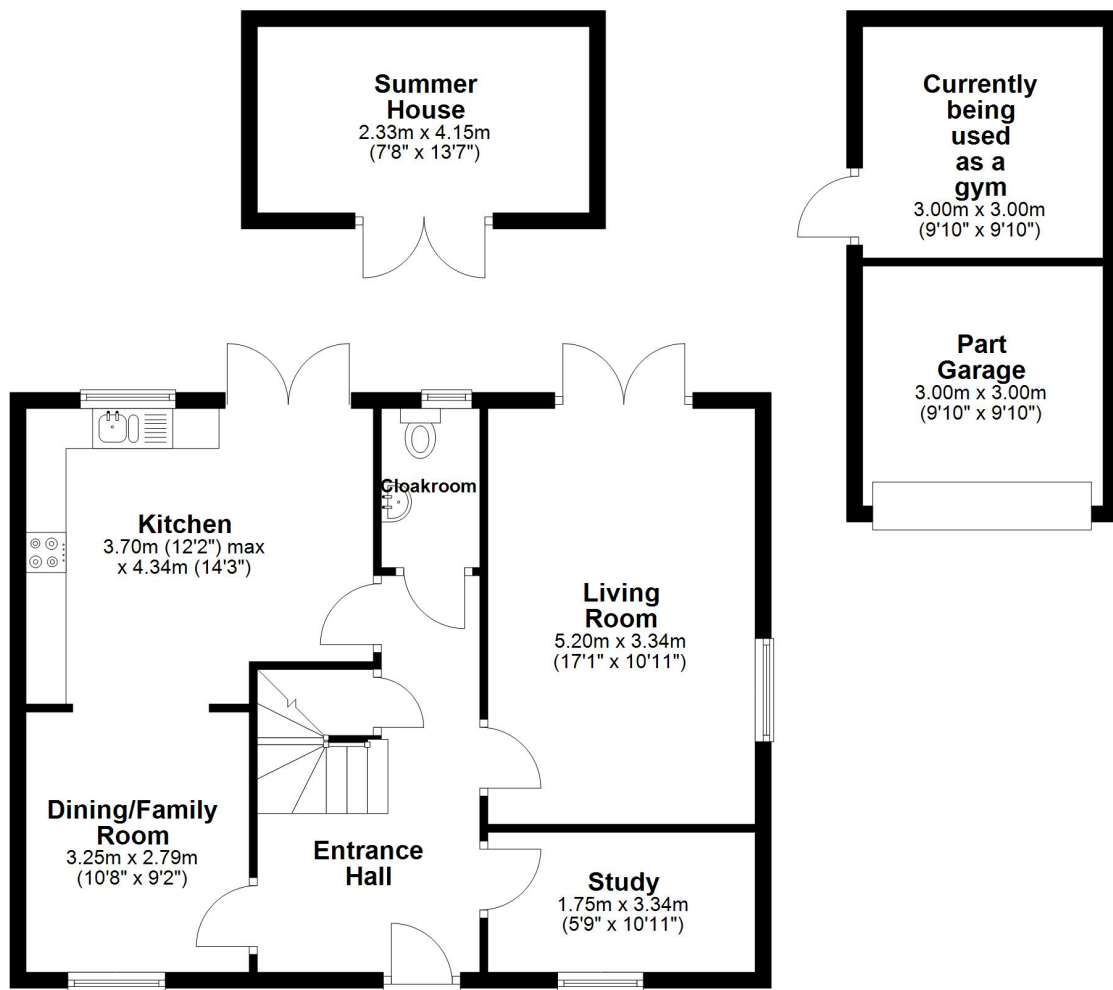 Summer
House
2.33m x 4.15m
(7'8" x 13'7")
Currently
being
used
as a
gym
3.00m x 3.00m
(9'10" x 9'10")
Part
Garage
3.00m x 3.00m
(9'10" x 9'10")
Cloakroom
Kitchen
3.70m (12'2") max
x 4.34m (14'3")
Living
Room
5.20m x 3.34m
(17'1" x 10'11")
Dining/Family
Room
3.25m x 2.79m
(10'8" x 9'2")
Entrance
Hall
Study
1.75m x 3.34m
(5'9" x 10'11")